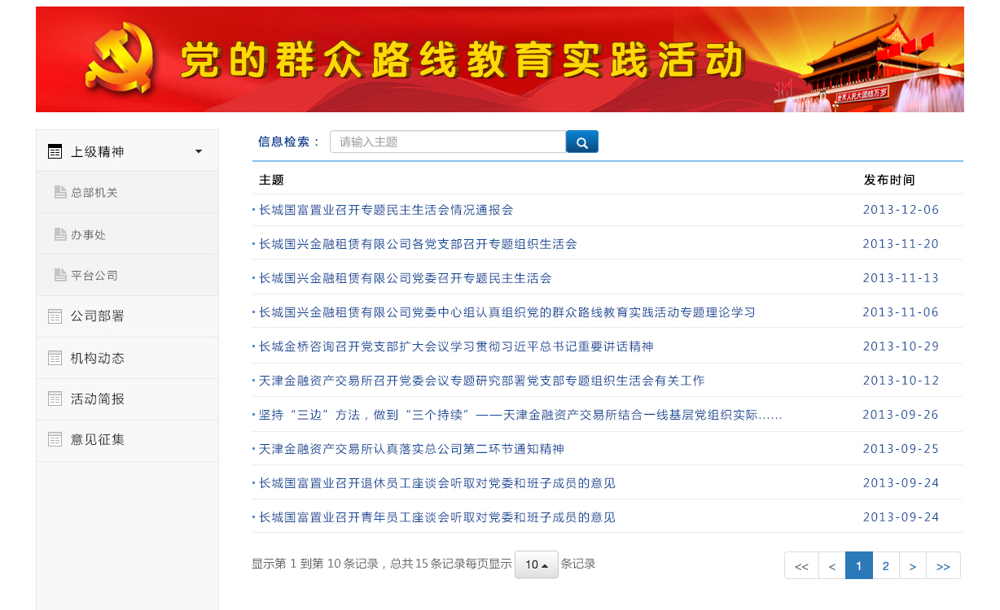 党的群众路线教育实践活动
世界人民大团结万岁
上级精神
总部机关
办事处
平台公司
公司部署
机构动态
活动简报
意见征集
信息检索： 请输入主题
主题 发布时间
长城国富置业召开专题民主生活会情况通报会 2013-12-06
长城国兴金融租赁有限公司各党支部召开专题组织生活会 2013-11-20
长城国兴金融租赁有限公司党委召开专题民主生活会 2013-11-13
长城国兴金融租赁有限公司党委中心组认真组织党的群众路线教育实践活动专题理论学习 2013-11-06
长城金桥咨询召开党支部扩大会议学习贯彻习近平总书记重要讲话精神 2013-10-29
天津金融资产交易所召开党委会议专题研究部署党支部专题组织生活会有关工作 2013-10-12
坚持“三边”方法，做到“三个持续”——天津金融资产交易所结合一线基层党组织实际...... 2013-09-26
天津金融资产交易所认真落实总公司第二环节通知精神 2013-09-25
长城国富置业召开退休员工座谈会听取对党委和班子成员的意见 2013-09-24
长城国富置业召开青年员工座谈会听取对党委和班子成员的意见 2013-09-24
显示第 1 到第 10 条记录，总共 15 条记录每页显示 10 条记录 << < 1 2 > >>